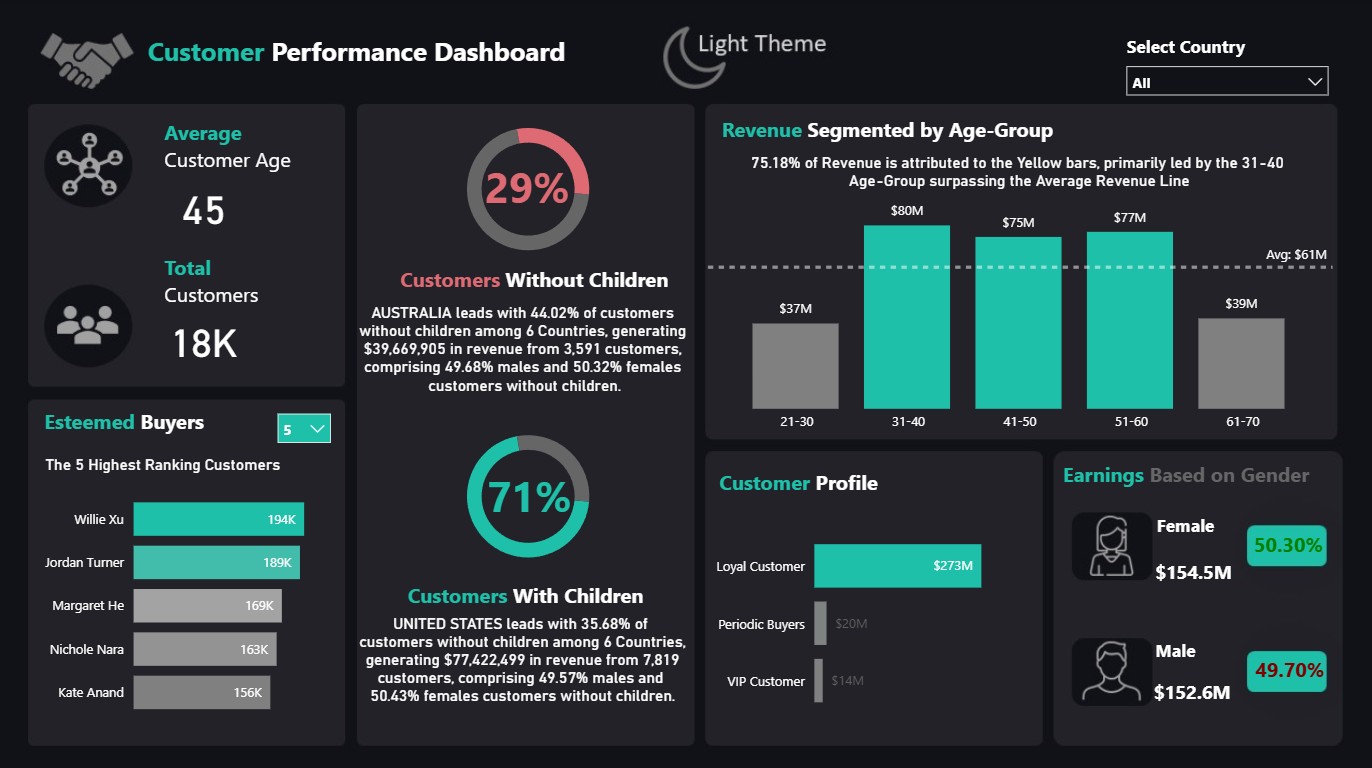 Customer Performance Dashboard
Light Theme
Select Country
All
Average
Customer Age
45
Total
Customers
18K
Esteemed Buyers
5
The 5 Highest Ranking Customers
Willie Xu 194K
Jordan Turner 189K
Margaret He 169K
Nichole Nara 163K
Kate Anand 156K
29%
Customers Without Children
AUSTRALIA leads with 44.02% of customers
without children among 6 Countries, generating
$39,669,905 in revenue from 3,591 customers,
comprising 49.68% males and 50.32% females
customers without children.
71%
Customers With Children
UNITED STATES leads with 35.68% of
customers without children among 6 Countries,
generating $77,422,499 in revenue from 7,819
customers, comprising 49.57% males and
50.43% females customers without children.
Revenue Segmented by Age-Group
75.18% of Revenue is attributed to the Yellow bars, primarily led by the 31-40
Age-Group surpassing the Average Revenue Line
$37M $80M $75M $77M $39M
Avg: $61M
21-30 31-40 41-50 51-60 61-70
Customer Profile
Loyal Customer $273M
Periodic Buyers $20M
VIP Customer $14M
Earnings Based on Gender
Female
$154.5M
50.30%
Male
$152.6M
49.70%